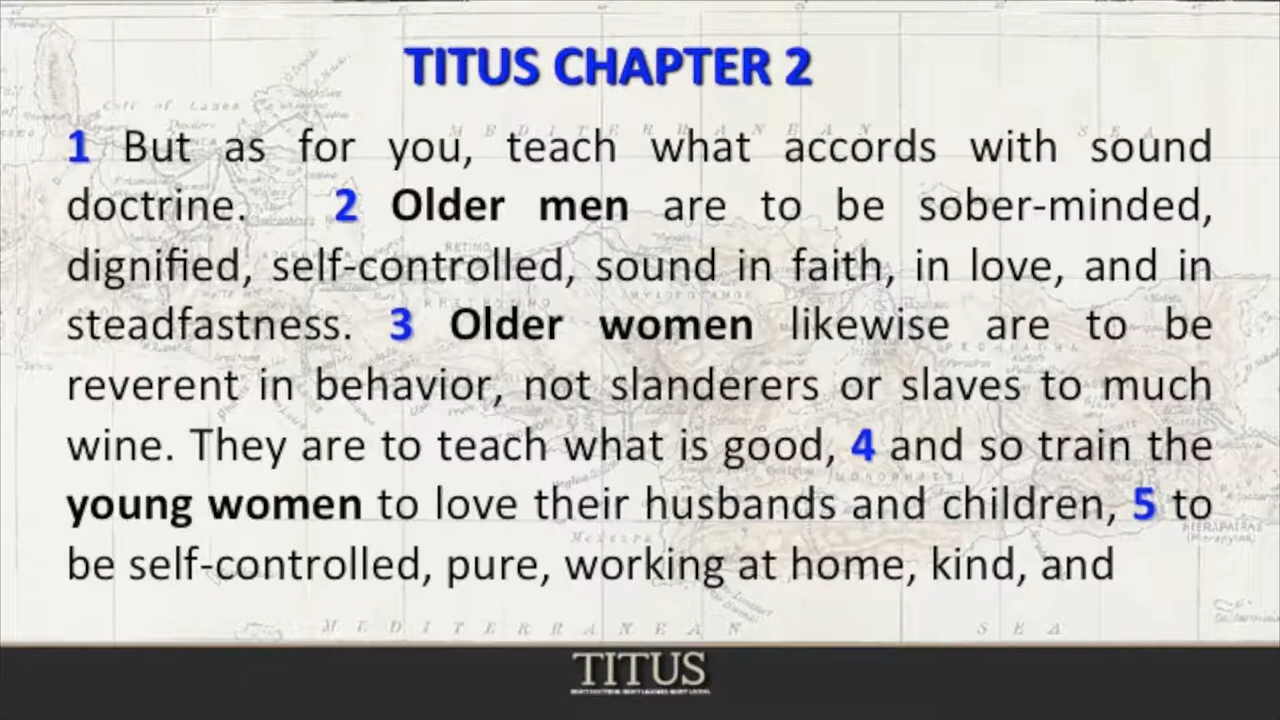 TITUS CHAPTER 2
MEDITERRANEAN SEA
1 But as for you, teach what accords with sound
doctrine. 2 Older men are to be sober-minded,
dignified, self-controlled, sound in faith, in love, and in
steadfastness. 3 Older women likewise are to be
reverent in behavior, not slanderers or slaves to much
wine. They are to teach what is good, 4 and so train the
young women to love their husbands and children, 5 to
be self-controlled, pure, working at home, kind, and
MEDITERRANEAN SEA
TITUS